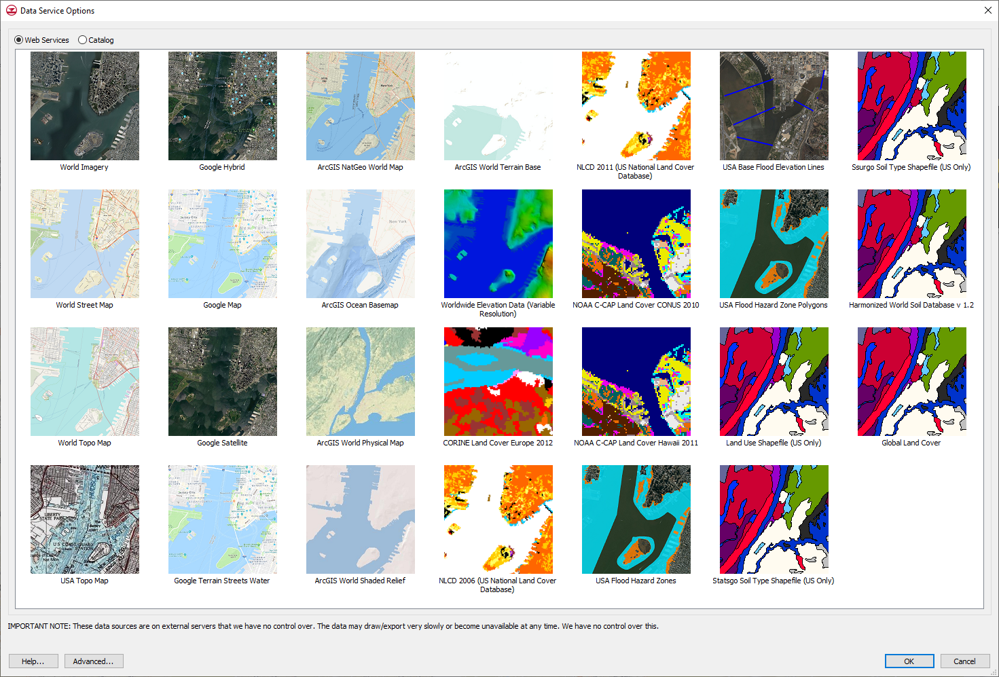 Data Service Options
Web Services
Catalog
World Imagery
Google Hybrid
ArcGIS NatGeo World Map
ArcGIS World Terrain Base
NLCD 2011 (US National Land Cover
Database)
USA Base Flood Elevation Lines
Ssurgo Soil Type Shapefile (US Only)
World Street Map
Google Map
ArcGIS Ocean Basemap
Worldwide Elevation Data (Variable
Resolution)
NOAA C-CAP Land Cover CONUS 2010
USA Flood Hazard Zone Polygons
Harmonized World Soil Database v 1.2
World Topo Map
Google Satellite
ArcGIS World Physical Map
CORINE Land Cover Europe 2012
NOAA C-CAP Land Cover Hawaii 2011
Land Use Shapefile (US Only)
Global Land Cover
USA Topo Map
Google Terrain Streets Water
ArcGIS World Shaded Relief
NLCD 2006 (US National Land Cover
Database)
USA Flood Hazard Zones
Statsgo Soil Type Shapefile (US Only)
IMPORTANT NOTE: These data sources are on external servers that we have no control over. The data may draw/export very slowly or become unavailable at any time. We have no control over this.
Help...
Advanced...
OK
Cancel